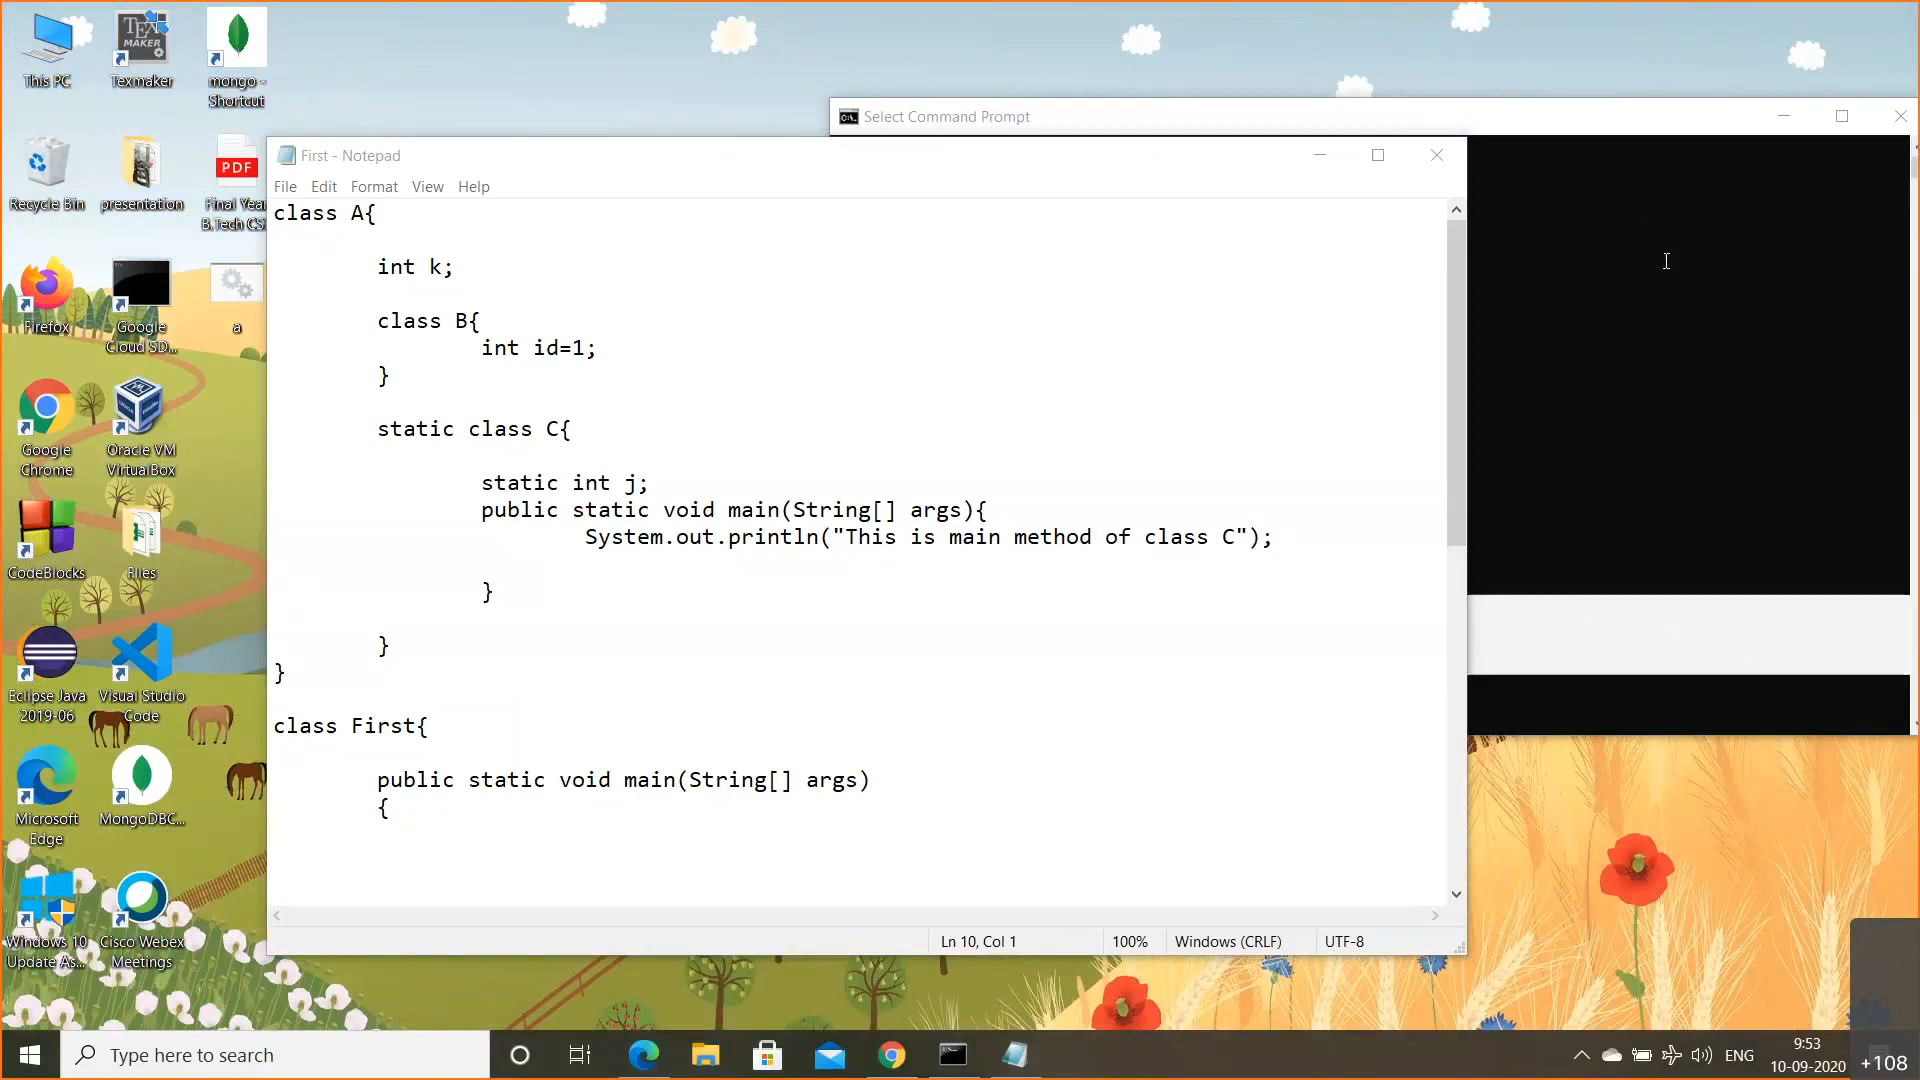 This PC
Texmaker
mongo -
Shortcut
TEX
MAKER
Recycle Bin
presentation
PDF
Final Year
B.Tech CS
Firefox
Google
Cloud SD...
a
Google
Chrome
Oracle VM
VirtualBox
CodeBlocks
FIles
Eclipse Java
2019-06
Visual Studio
Code
Microsoft
Edge
MongoDBC...
Windows 10
Update As...
Cisco Webex
Meetings
Select Command Prompt
First - Notepad
File Edit Format View Help
class A{
int k;
class B{
int id=1;
}
static class C{
static int j;
public static void main(String[] args){
System.out.println("This is main method of class C");
}
}
}
class First{
public static void main(String[] args)
{
Ln 10, Col 1
100%
Windows (CRLF)
UTF-8
Type here to search
ENG
9:53
10-09-2020
+108